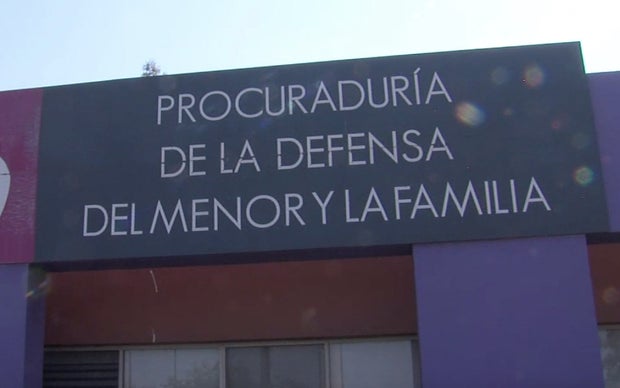 PROCURADURÍA
DE LA DEFENSA
DEL MENOR Y LA FAMILIA